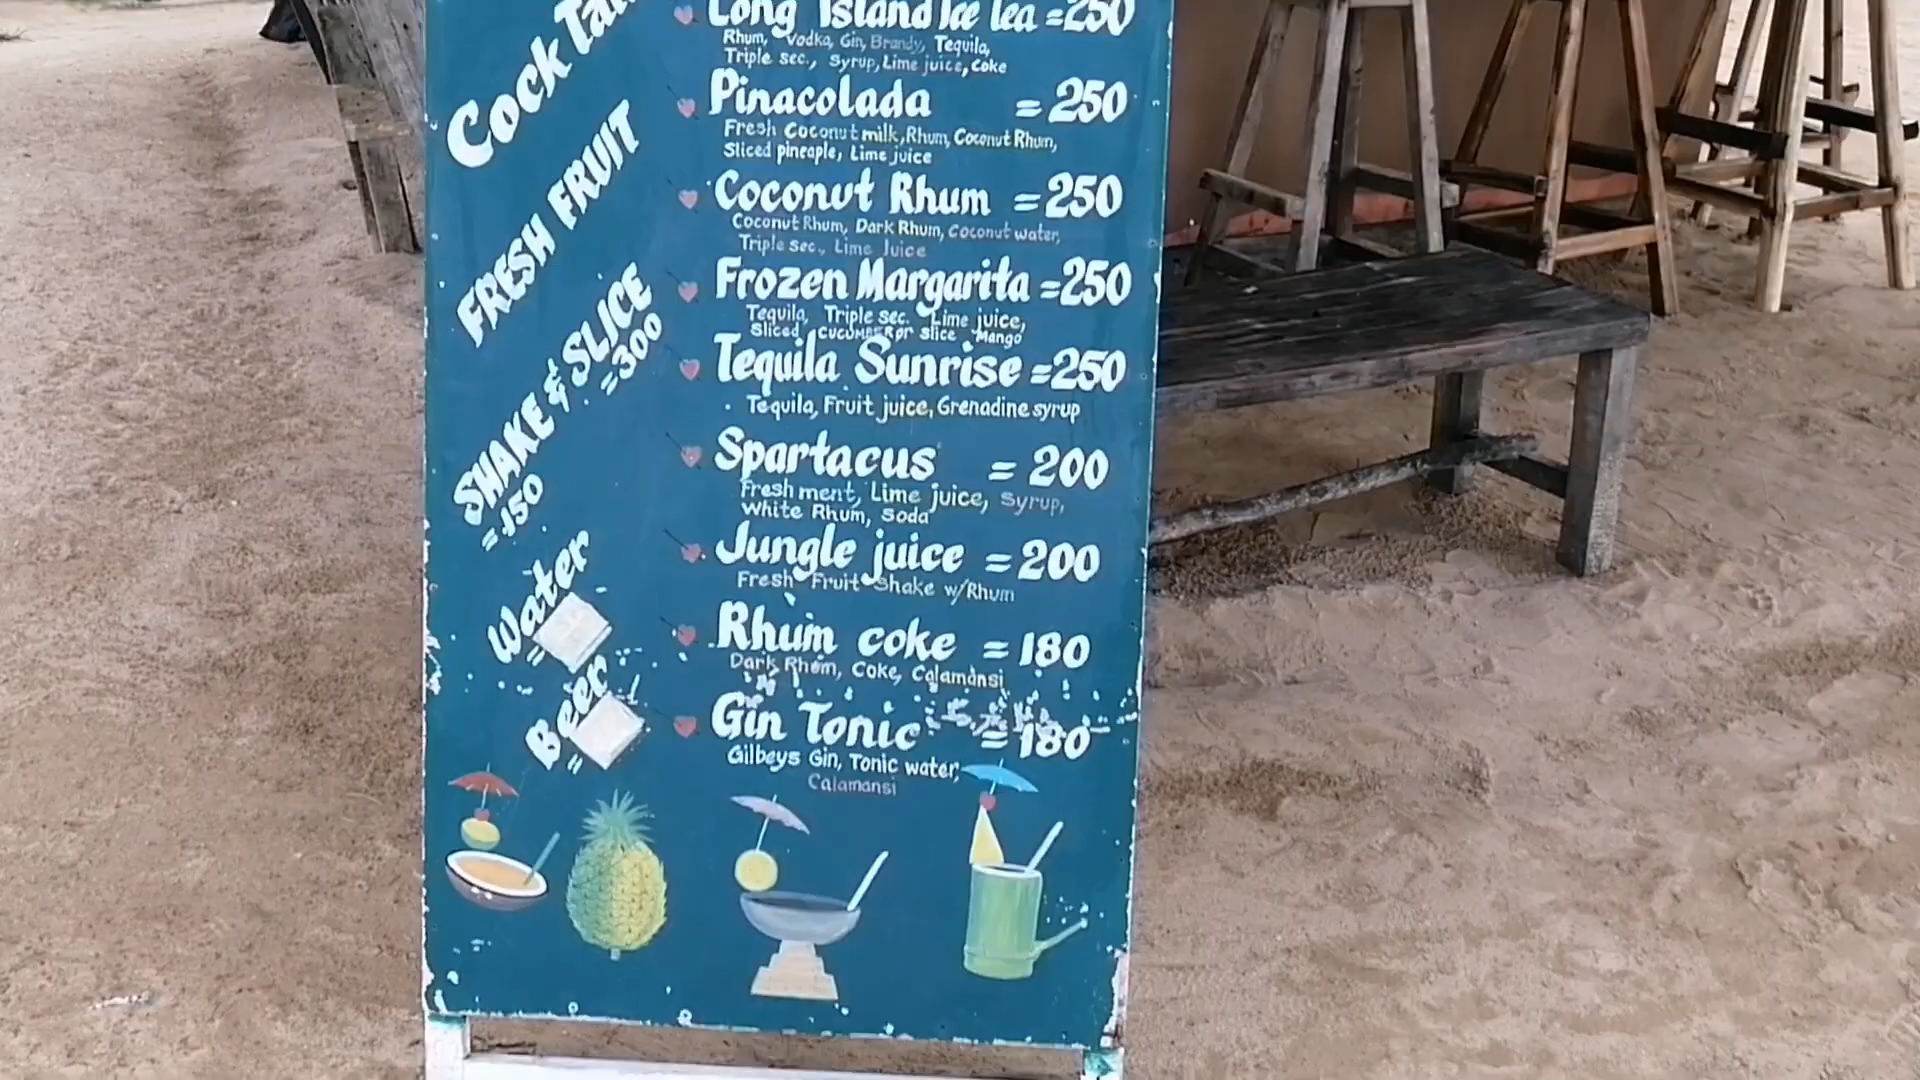 Cock tail
FRESH FRUIT
SHAKE & SLICE
=150
=300
Water
=
Beer
=
Long Island Ice Tea =250
Rhum, Vodka, Gin, Brandy, Tequila,
Triple sec., Syrup, Lime juice, Coke
Pinacolada = 250
Fresh Coconut milk, Rhum, Coconut Rhum,
Sliced pineaple, Lime juice
Coconut Rhum =250
Coconut Rhum, Dark Rhum, Coconut water,
Triple sec., Lime Juice
Frozen Margarita =250
Tequila, Triple sec. Lime juice,
Sliced CUCUMBER or slice Mango
Tequila Sunrise =250
Tequila, Fruit juice, Grenadine syrup
Spartacus = 200
Fresh ment, Lime juice, Syrup,
White Rhum, Soda
Jungle juice = 200
Fresh Fruit Shake w/Rhum
Rhum coke = 180
Dark Rhum, Coke, Calamansi
Gin Tonic = 180
Gilbeys Gin, Tonic water,
Calamansi